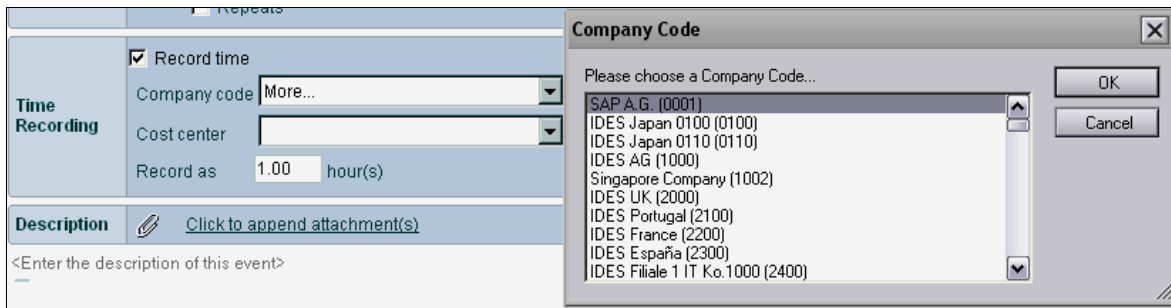 Repeats
Time Recording
Record time
Company code More...
Cost center
Record as 1.00 hour(s)
Description Click to append attachment(s)
<Enter the description of this event>
Company Code
Please choose a Company Code...
SAP A.G. (0001)
IDES Japan 0100 (0100)
IDES Japan 0110 (0110)
IDES AG (1000)
Singapore Company (1002)
IDES UK (2000)
IDES Portugal (2100)
IDES France (2200)
IDES España (2300)
IDES Filiale 1 IT Ko.1000 (2400)
OK
Cancel